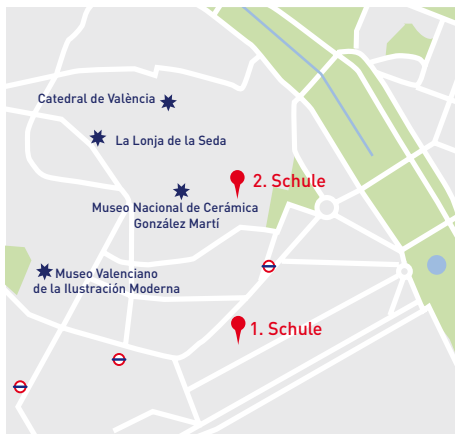 Catedral de València
La Lonja de la Seda
2. Schule
Museo Nacional de Cerámica
González Martí
Museo Valenciano
de la Ilustración Moderna
1. Schule